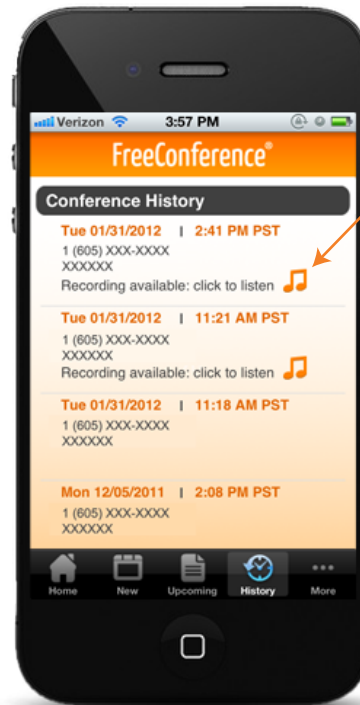 Verizon 3:57 PM
FreeConference®
Conference History
Tue 01/31/2012 | 2:41 PM PST
1 (605) XXX-XXXX
XXXXXX
Recording available: click to listen
Tue 01/31/2012 | 11:21 AM PST
1 (605) XXX-XXXX
XXXXXX
Recording available: click to listen
Tue 01/31/2012 | 11:18 AM PST
1 (605) XXX-XXXX
XXXXXX
Mon 12/05/2011 | 2:08 PM PST
1 (605) XXX-XXXX
XXXXXX
Home New Upcoming History More